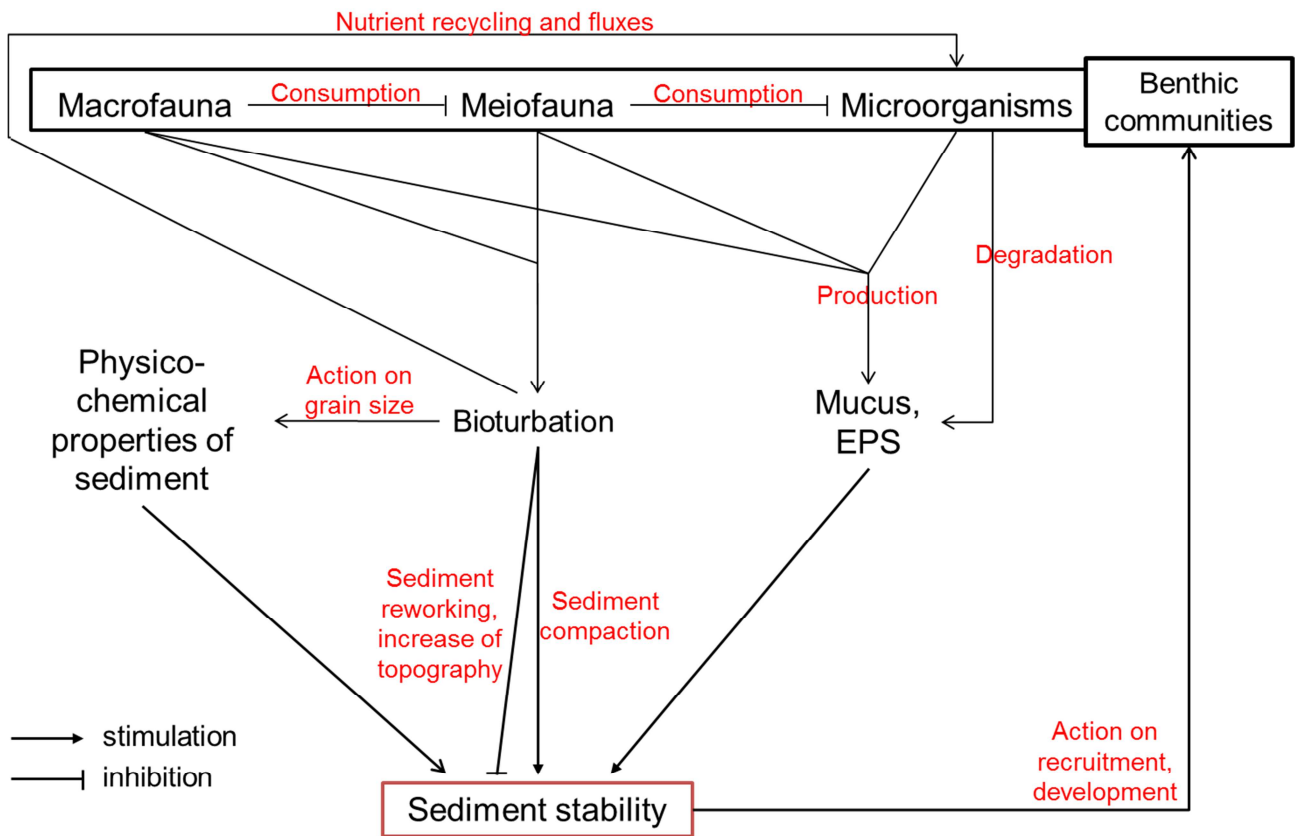 Nutrient recycling and fluxes
Macrofauna
Consumption
Meiofauna
Consumption
Microorganisms
Benthic
communities
Degradation
Production
Physico-
chemical
properties of
sediment
Action on
grain size
Bioturbation
Mucus,
EPS
Sediment
reworking,
increase of
topography
Sediment
compaction
stimulation
inhibition
Sediment stability
Action on
recruitment,
development